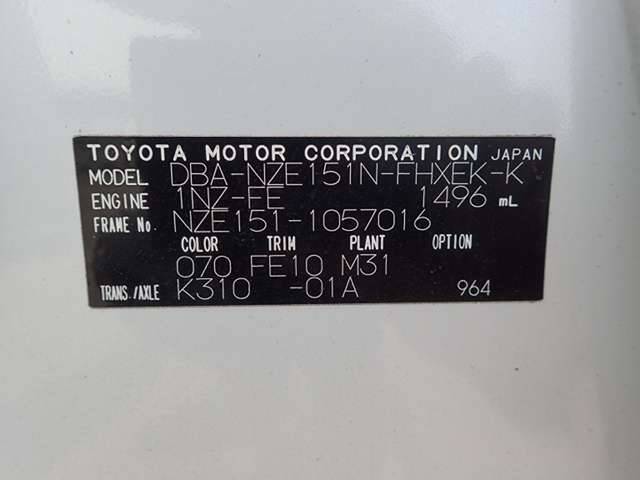 TOYOTA MOTOR CORPORATION JAPAN
MODEL DBA-NZE151N-FHXEK-K
ENGINE 1NZ-FE 1496 mL
FRAME No. NZE151-1057016
COLOR TRIM PLANT OPTION
070 FE10 M31
TRANS./AXLE K310 -01A 964